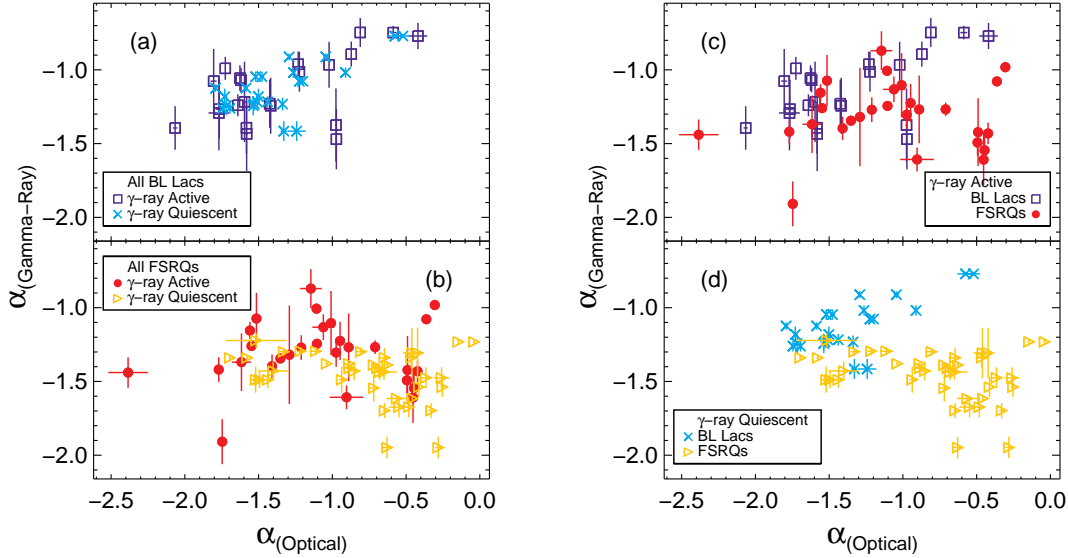 (a)
−1.0
−1.5
−2.0
All BL Lacs
γ−ray Active
γ−ray Quiescent
α(Gamma−Ray)
All FSRQs
γ−ray Active
γ−ray Quiescent
(b)
−1.0
−1.5
−2.0
−2.5 −2.0 −1.5 −1.0 −0.5 0.0
α(Optical)
(c)
−1.0
−1.5
−2.0
γ−ray Active
BL Lacs
FSRQs
α(Gamma−Ray)
(d)
−1.0
−1.5
−2.0
γ−ray Quiescent
BL Lacs
FSRQs
−2.5 −2.0 −1.5 −1.0 −0.5 0.0
α(Optical)